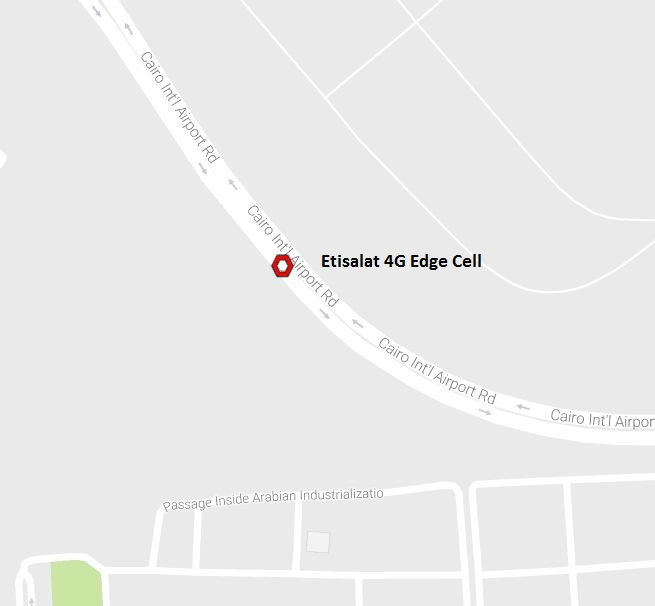 Cairo Int'l Airport Rd
Cairo Int'l Airport Rd
Etisalat 4G Edge Cell
Cairo Int'l Airport Rd
Cairo Int'l Airpor
Passage Inside Arabian Industrializatio